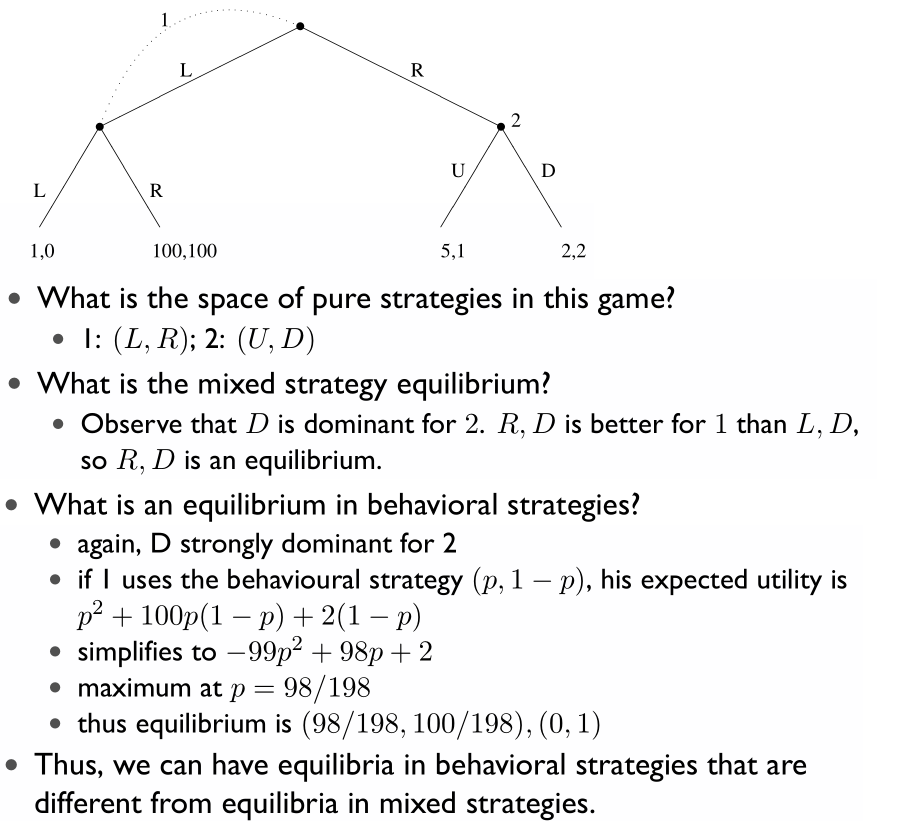 1
L R
2
L R U D
1,0 100,100 5,1 2,2
• What is the space of pure strategies in this game?
• 1: (L, R); 2: (U, D)
• What is the mixed strategy equilibrium?
• Observe that D is dominant for 2. R, D is better for 1 than L, D,
so R, D is an equilibrium.
• What is an equilibrium in behavioral strategies?
• again, D strongly dominant for 2
• if 1 uses the behavioural strategy (p, 1 − p), his expected utility is
p² + 100p(1 − p) + 2(1 − p)
• simplifies to −99p² + 98p + 2
• maximum at p = 98/198
• thus equilibrium is (98/198, 100/198), (0, 1)
• Thus, we can have equilibria in behavioral strategies that are
different from equilibria in mixed strategies.